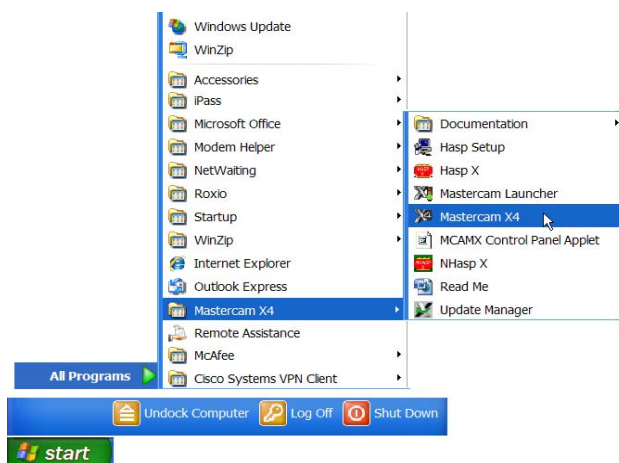 Windows Update
WinZip
Accessories
iPass
Microsoft Office
Modem Helper
NetWaiting
Roxio
Startup
WinZip
Internet Explorer
Outlook Express
Mastercam X4
Remote Assistance
McAfee
Cisco Systems VPN Client
Documentation
Hasp Setup
Hasp X
Mastercam Launcher
Mastercam X4
MCAMX Control Panel Applet
NHasp X
Read Me
Update Manager
All Programs
Undock Computer
Log Off
Shut Down
start